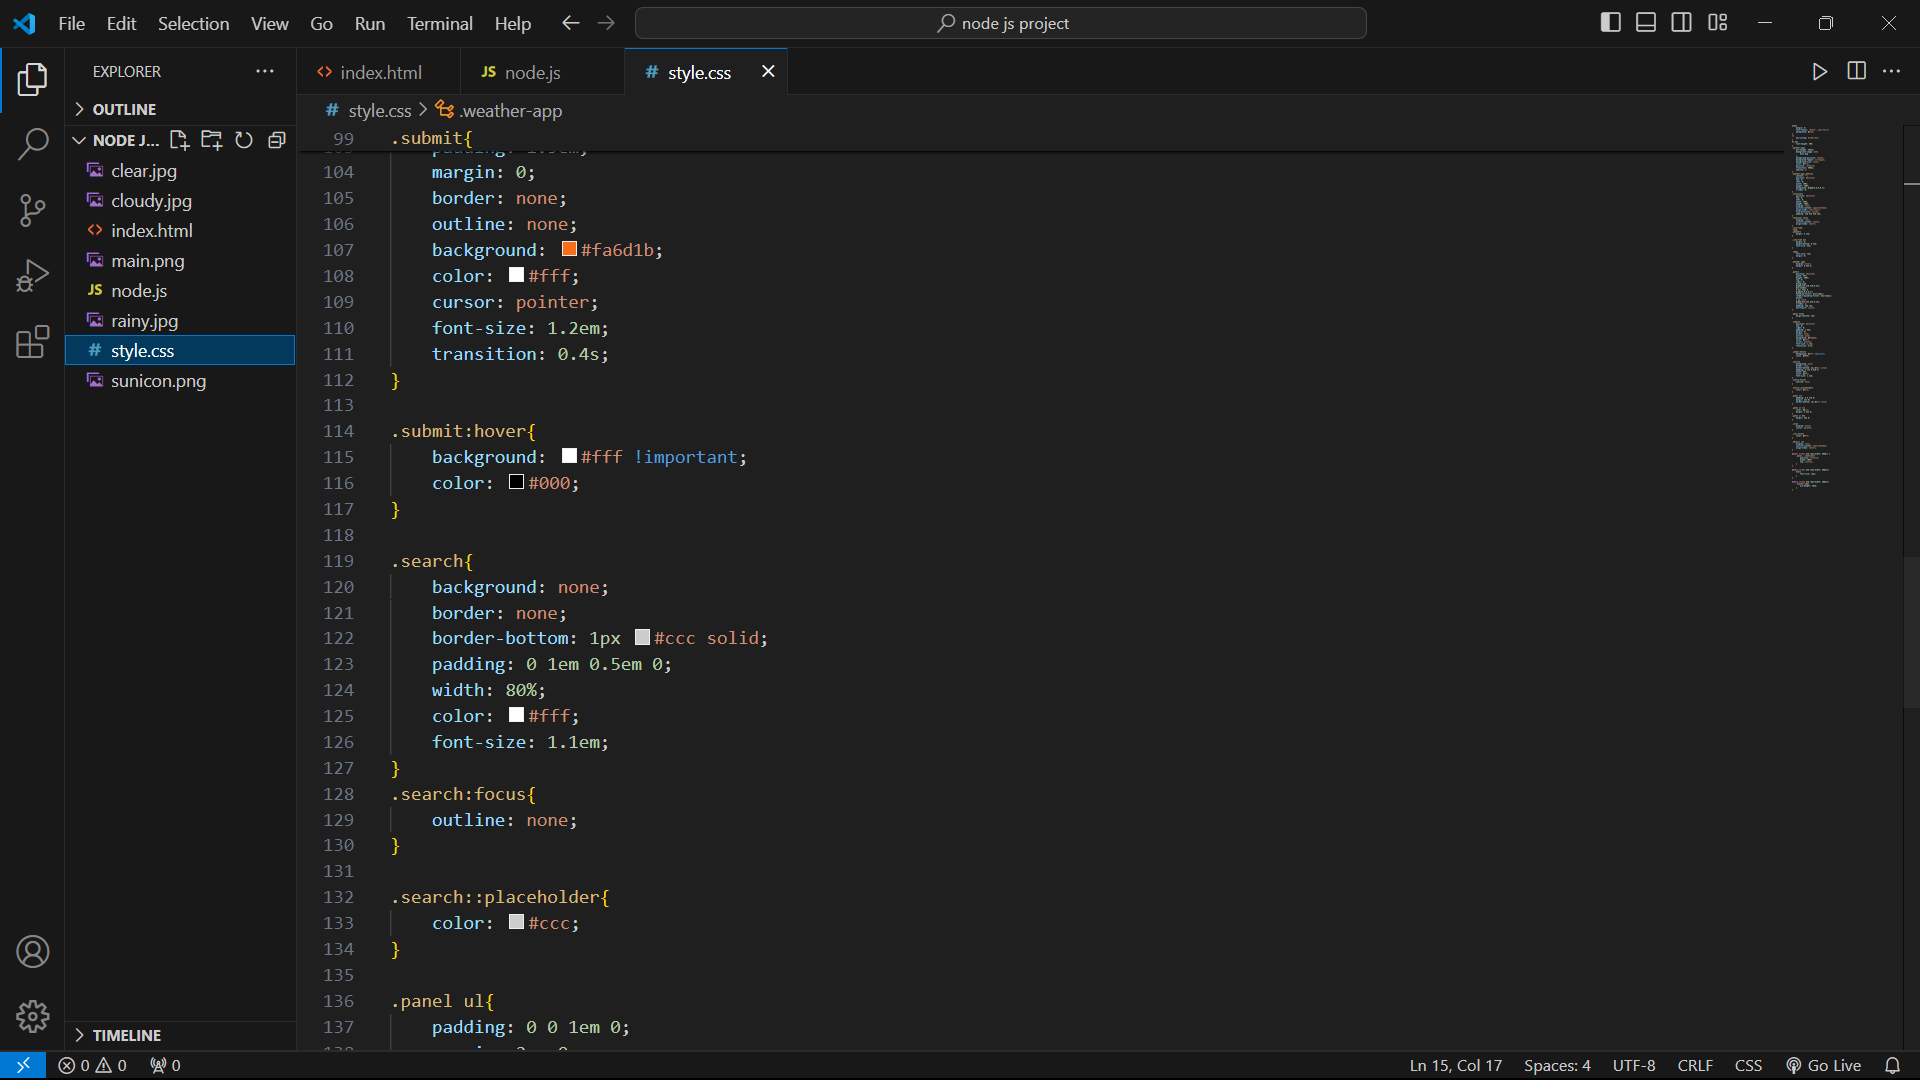 File Edit Selection View Go Run Terminal Help
node js project
EXPLORER
OUTLINE
NODE J...
clear.jpg
cloudy.jpg
index.html
main.png
node.js
rainy.jpg
style.css
sunicon.png
TIMELINE
index.html
JS node.js
# style.css
# style.css > .weather-app
99 .submit{
104 margin: 0;
105 border: none;
106 outline: none;
107 background: #fa6d1b;
108 color: #fff;
109 cursor: pointer;
110 font-size: 1.2em;
111 transition: 0.4s;
112 }
113
114 .submit:hover{
115 background: #fff !important;
116 color: #000;
117 }
118
119 .search{
120 background: none;
121 border: none;
122 border-bottom: 1px #ccc solid;
123 padding: 0 1em 0.5em 0;
124 width: 80%;
125 color: #fff;
126 font-size: 1.1em;
127 }
128 .search:focus{
129 outline: none;
130 }
131
132 .search::placeholder{
133 color: #ccc;
134 }
135
136 .panel ul{
137 padding: 0 0 1em 0;
0 0 0
Ln 15, Col 17 Spaces: 4 UTF-8 CRLF CSS Go Live